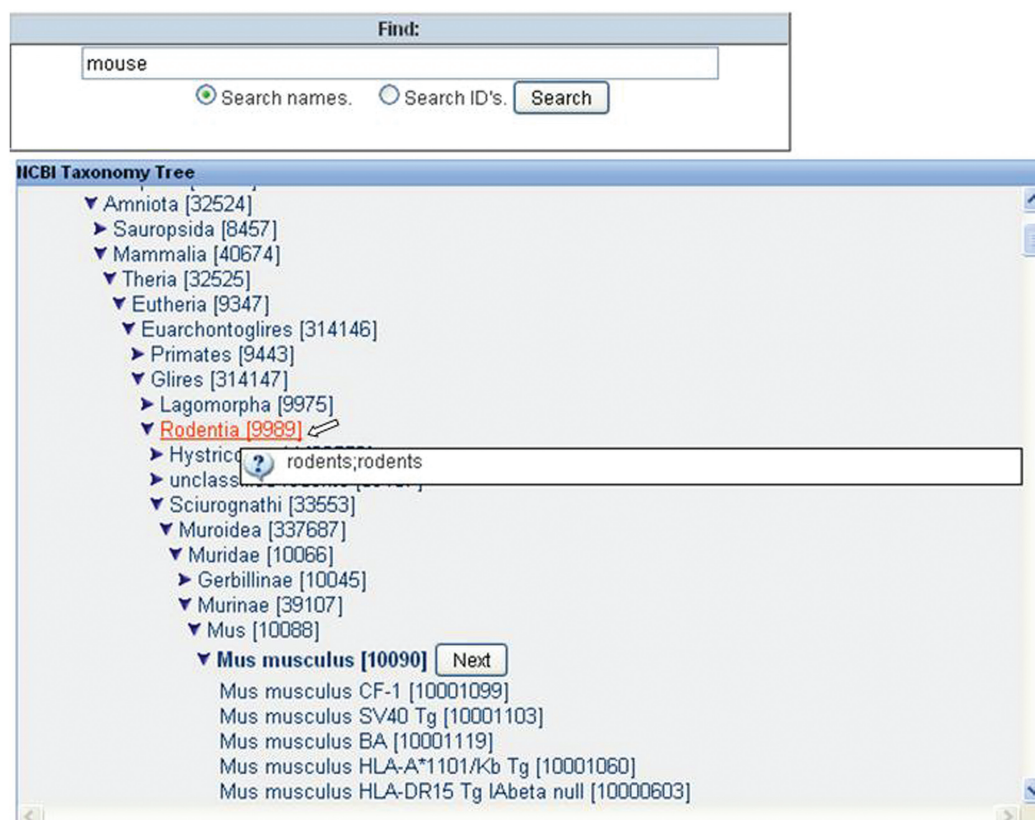 Find:
mouse
Search names. Search ID's. Search
NCBI Taxonomy Tree
Amniota [32524]
Sauropsida [8457]
Mammalia [40674]
Theria [32525]
Eutheria [9347]
Euarchontoglires [314146]
Primates [9443]
Glires [314147]
Lagomorpha [9975]
Rodentia [9989]
rodents;rodents
Sciurognathi [33553]
Muroidea [337687]
Muridae [10066]
Gerbillinae [10045]
Murinae [39107]
Mus [10088]
Mus musculus [10090] Next
Mus musculus CF-1 [10001099]
Mus musculus SV40 Tg [10001103]
Mus musculus BA [10001119]
Mus musculus HLA-A*1101/Kb Tg [10001060]
Mus musculus HLA-DR15 Tg IAbeta null [10000603]